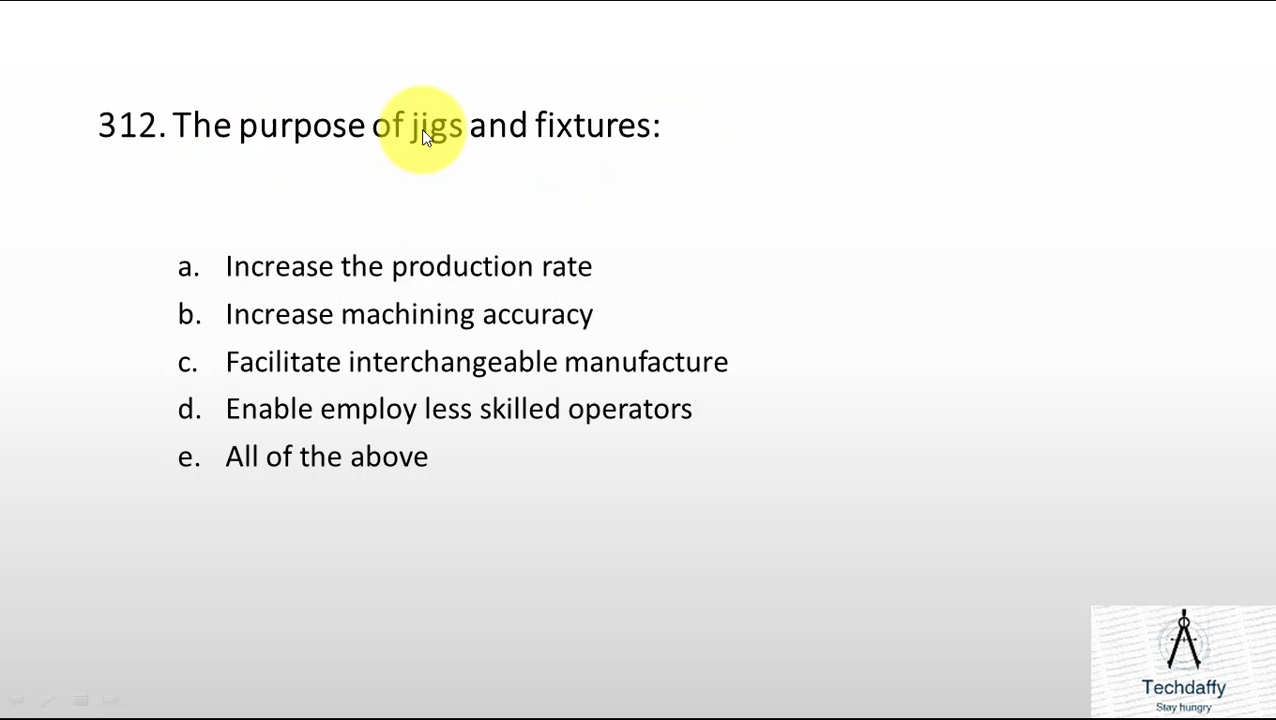 312. The purpose of jigs and fixtures:
a. Increase the production rate
b. Increase machining accuracy
c. Facilitate interchangeable manufacture
d. Enable employ less skilled operators
e. All of the above
Techdaffy
Stay hungry